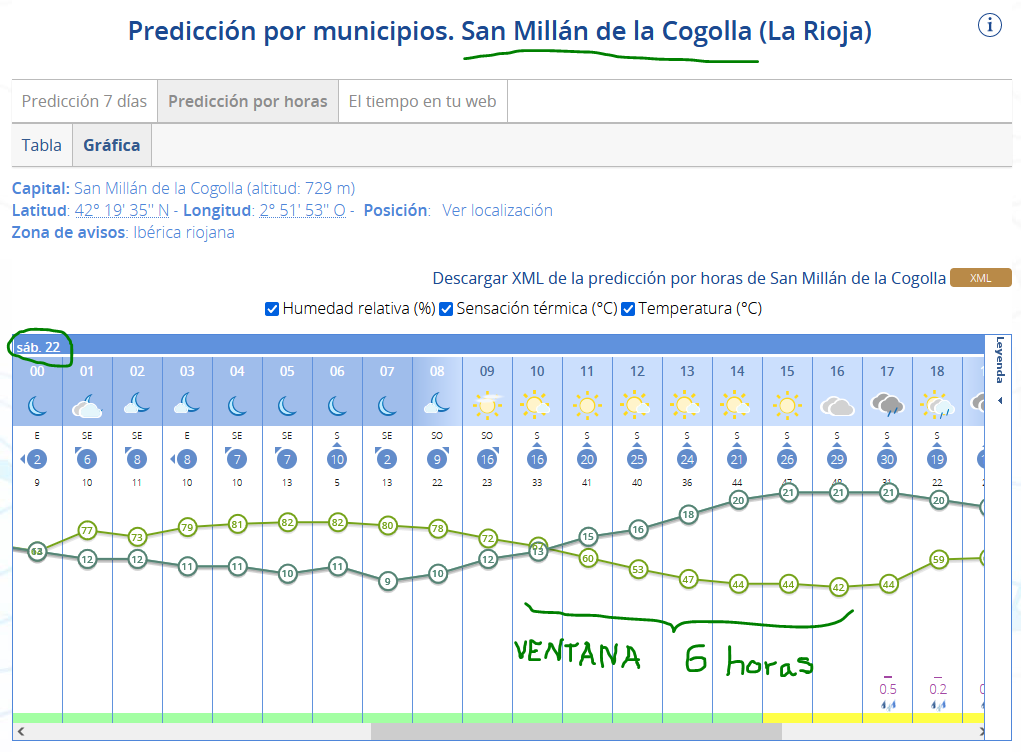 Predicción por municipios. San Millán de la Cogolla (La Rioja)
Predicción 7 días Predicción por horas El tiempo en tu web
Tabla Gráfica
Capital: San Millán de la Cogolla (altitud: 729 m)
Latitud: 42° 19' 35'' N - Longitud: 2° 51' 53'' O - Posición: Ver localización
Zona de avisos: Ibérica riojana
Descargar XML de la predicción por horas de San Millán de la Cogolla XML
Humedad relativa (%) Sensación térmica (°C) Temperatura (°C)
sáb. 22
Leyenda
00 01 02 03 04 05 06 07 08 09 10 11 12 13 14 15 16 17 18
E SE SE E SE SE S SE SO SO S S S S S S S S S
2 6 8 8 7 7 10 2 9 16 16 20 25 24 21 26 29 30 19
9 10 11 10 10 13 5 13 22 23 33 41 40 36 44 47 48 31 22
77 73 79 81 82 82 80 78 72 60 53 47 44 44 42 44 59
12 12 11 11 10 11 9 10 12 13 15 16 18 20 21 21 21 20
VENTANA 6 horas
0.5 0.2